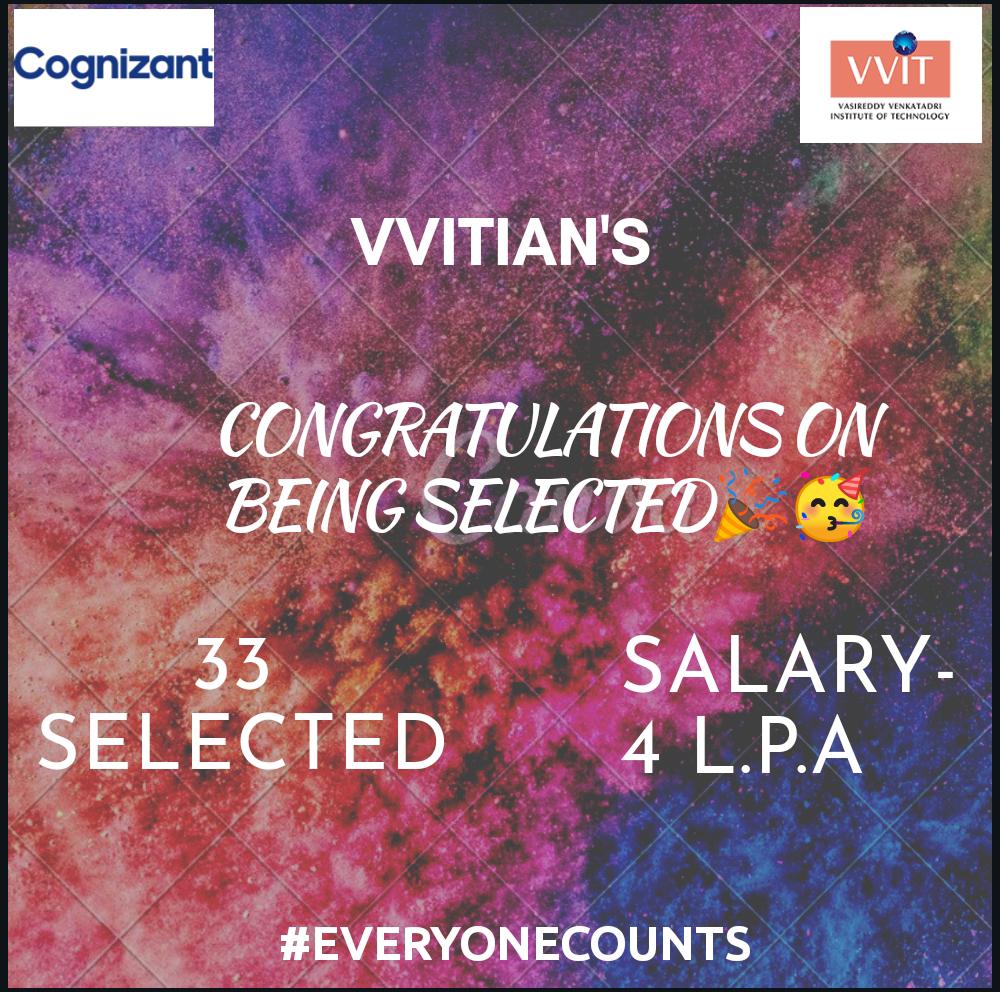 Cognizant
VVIT
VASIREDDY VENKATADRI
INSTITUTE OF TECHNOLOGY
VVITIAN'S
CONGRATULATIONS ON
BEING SELECTED🎉🥳
33
SELECTED
SALARY-
4 L.P.A
#EVERYONECOUNTS